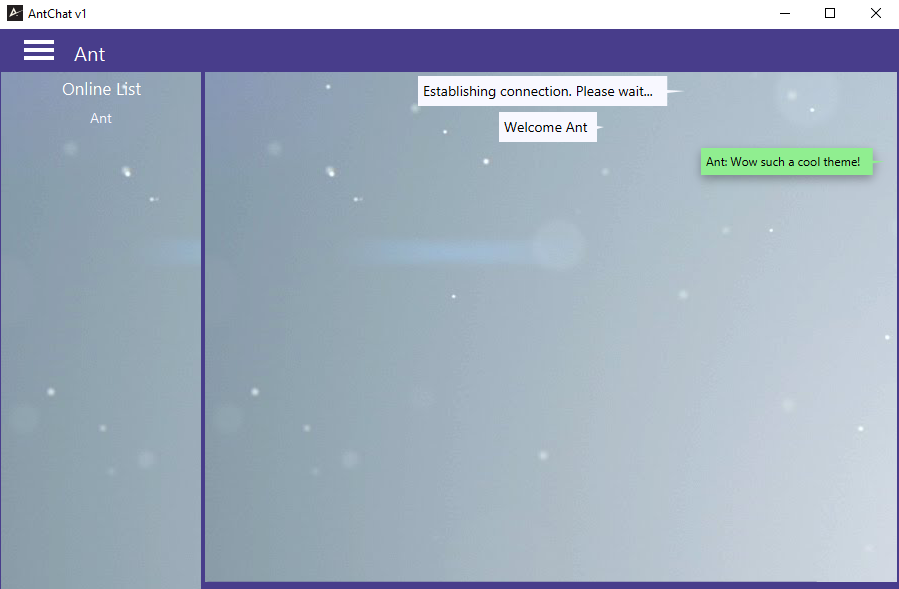 AntChat v1
Ant
Online List
Ant
Establishing connection. Please wait...
Welcome Ant
Ant: Wow such a cool theme!